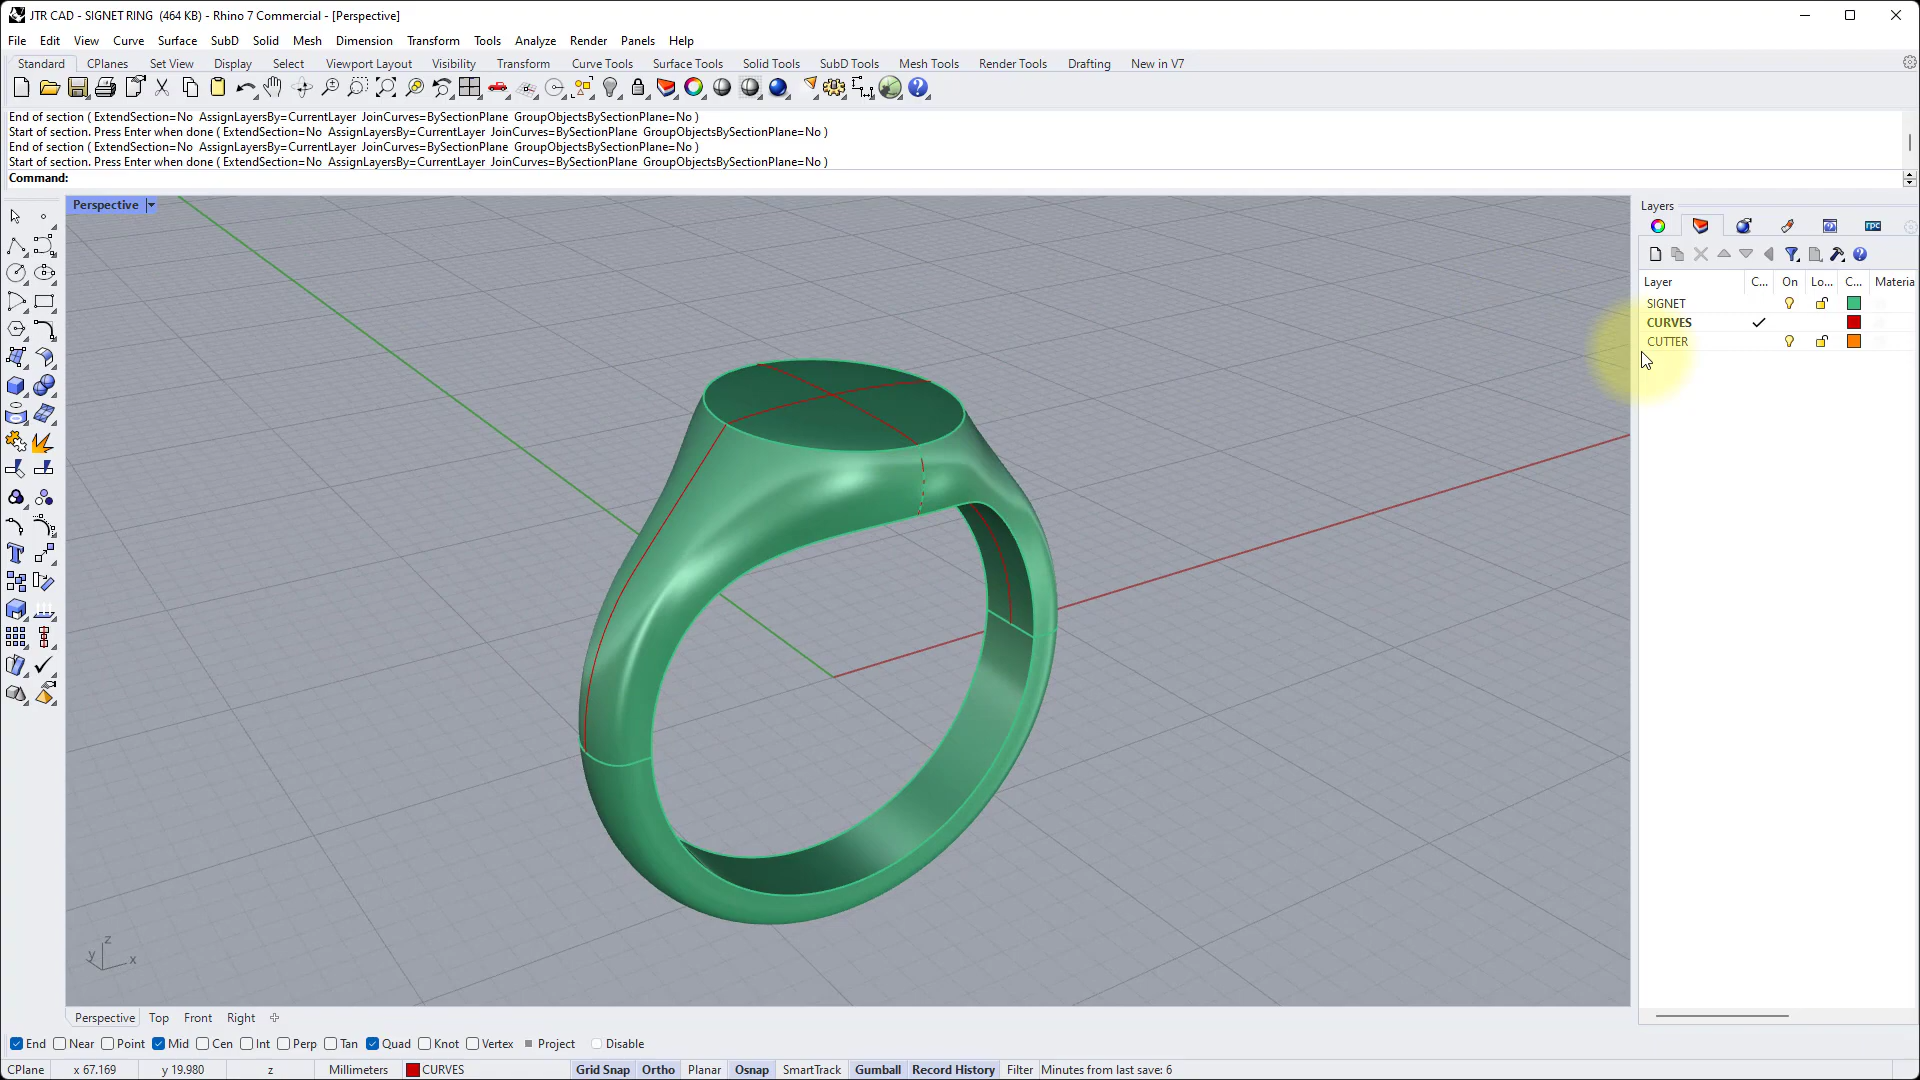 JTR CAD - SIGNET RING (464 KB) - Rhino 7 Commercial - [Perspective]
File Edit View Curve Surface SubD Solid Mesh Dimension Transform Tools Analyze Render Panels Help
Standard CPlanes Set View Display Select Viewport Layout Visibility Transform Curve Tools Surface Tools Solid Tools SubD Tools Mesh Tools Render Tools Drafting New in V7
End of section ( ExtendSection=No AssignLayersBy=CurrentLayer JoinCurves=BySectionPlane GroupObjectsBySectionPlane=No )
Start of section. Press Enter when done ( ExtendSection=No AssignLayersBy=CurrentLayer JoinCurves=BySectionPlane GroupObjectsBySectionPlane=No )
End of section ( ExtendSection=No AssignLayersBy=CurrentLayer JoinCurves=BySectionPlane GroupObjectsBySectionPlane=No )
Start of section. Press Enter when done ( ExtendSection=No AssignLayersBy=CurrentLayer JoinCurves=BySectionPlane GroupObjectsBySectionPlane=No )
Command:
Perspective
Layers
rpc
Layer C... On Lo... C... Materia
SIGNET
CURVES
CUTTER
z
y x
Perspective Top Front Right
End Near Point Mid Cen Int Perp Tan Quad Knot Vertex Project Disable
CPlane x 67.169 y 19.980 z Millimeters CURVES Grid Snap Ortho Planar Osnap SmartTrack Gumball Record History Filter Minutes from last save: 6